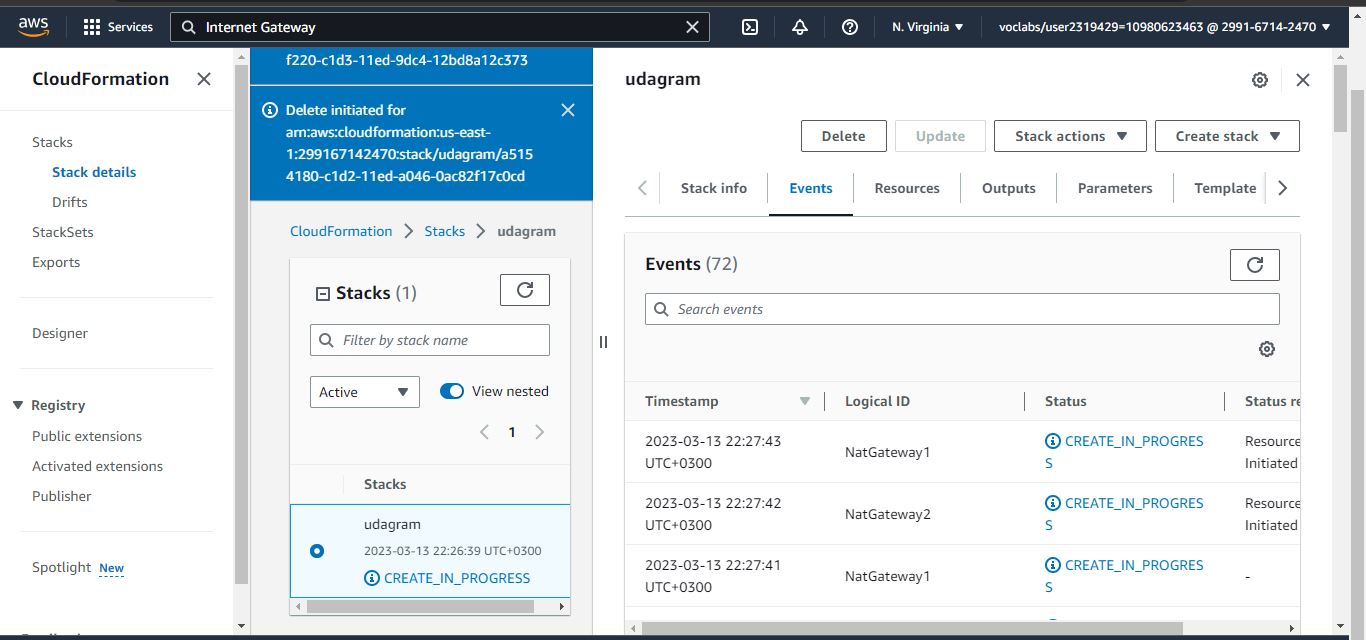 aws
Services
Internet Gateway
N. Virginia
voclabs/user2319429=10980623463 @ 2991-6714-2470
CloudFormation
Stacks
Stack details
Drifts
StackSets
Exports
Designer
Registry
Public extensions
Activated extensions
Publisher
Spotlight New
f220-c1d3-11ed-9dc4-12bd8a12c373
Delete initiated for
arn:aws:cloudformation:us-east-
1:299167142470:stack/udagram/a515
4180-c1d2-11ed-a046-0ac82f17c0cd
CloudFormation
Stacks
udagram
Stacks (1)
Filter by stack name
Active
View nested
1
Stacks
udagram
2023-03-13 22:26:39 UTC+0300
CREATE_IN_PROGRESS
udagram
Delete
Update
Stack actions
Create stack
Stack info
Events
Resources
Outputs
Parameters
Template
Events (72)
Search events
Timestamp
Logical ID
Status
Status re
2023-03-13 22:27:43
UTC+0300
NatGateway1
CREATE_IN_PROGRES
S
Resource
Initiated
2023-03-13 22:27:42
UTC+0300
NatGateway2
CREATE_IN_PROGRES
S
Resource
Initiated
2023-03-13 22:27:41
UTC+0300
NatGateway1
CREATE_IN_PROGRES
S
-